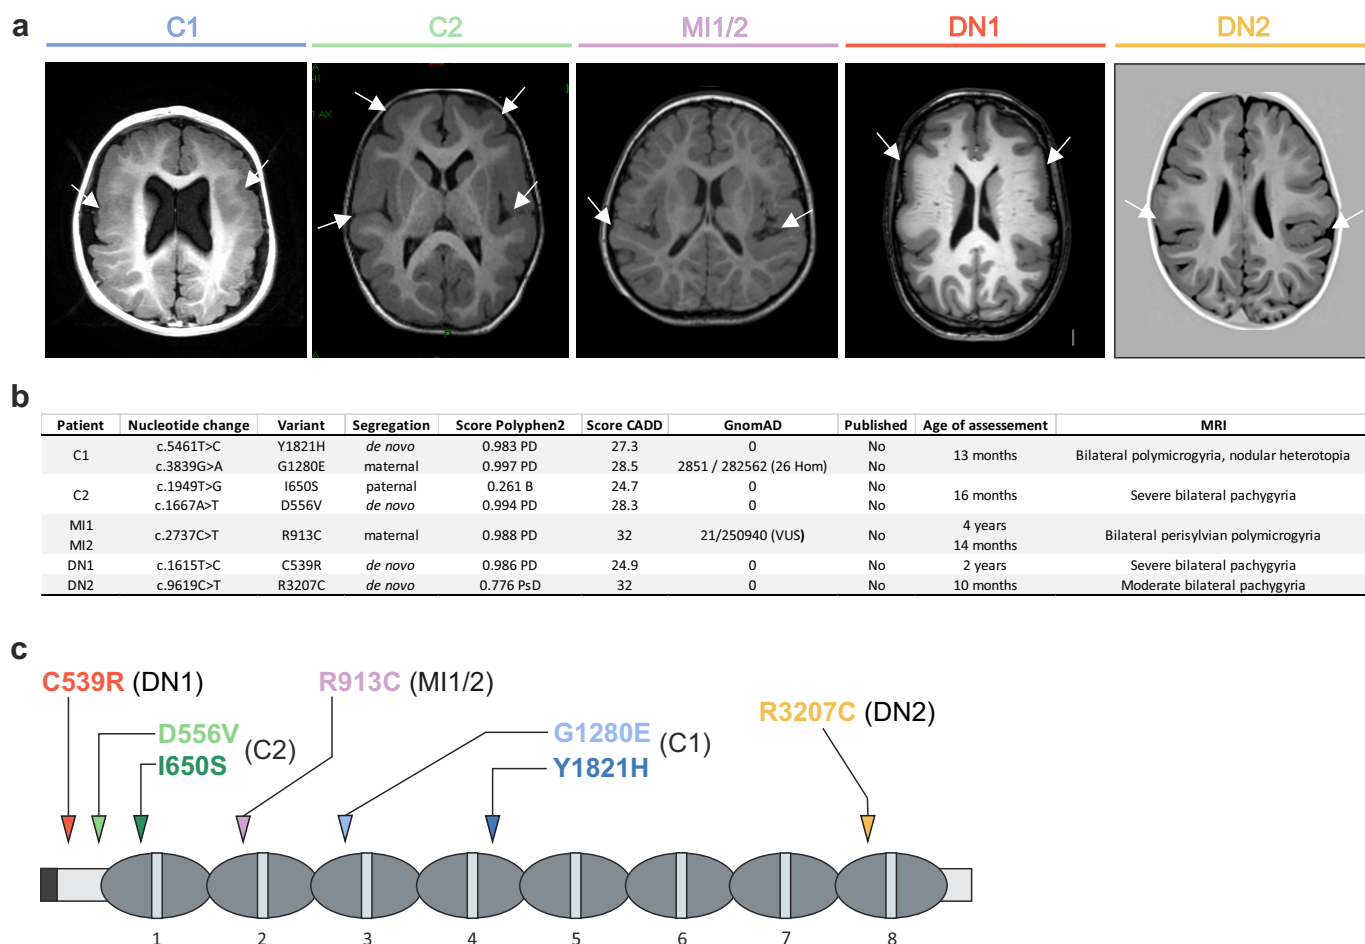 a
C1 C2 MI1/2 DN1 DN2
b
Patient Nucleotide change Variant Segregation Score Polyphen2 Score CADD GnomAD Published Age of assessement MRI
C1 c.5461T>C Y1821H de novo 0.983 PD 27.3 0 No 13 months Bilateral polymicrogyria, nodular heterotopia
c.3839G>A G1280E maternal 0.997 PD 28.5 2851 / 282562 (26 Hom) No
C2 c.1949T>G I650S paternal 0.261 B 24.7 0 No 16 months Severe bilateral pachygyria
c.1667A>T D556V de novo 0.994 PD 28.3 0 No
MI1 c.2737C>T R913C maternal 0.988 PD 32 21/250940 (VUS) No 4 years Bilateral perisylvian polymicrogyria
MI2 14 months
DN1 c.1615T>C C539R de novo 0.986 PD 24.9 0 No 2 years Severe bilateral pachygyria
DN2 c.9619C>T R3207C de novo 0.776 PsD 32 0 No 10 months Moderate bilateral pachygyria
c
C539R (DN1) R913C (MI1/2)
R3207C (DN2)
D556V G1280E
(C2) (C1)
I650S Y1821H
1 2 3 4 5 6 7 8